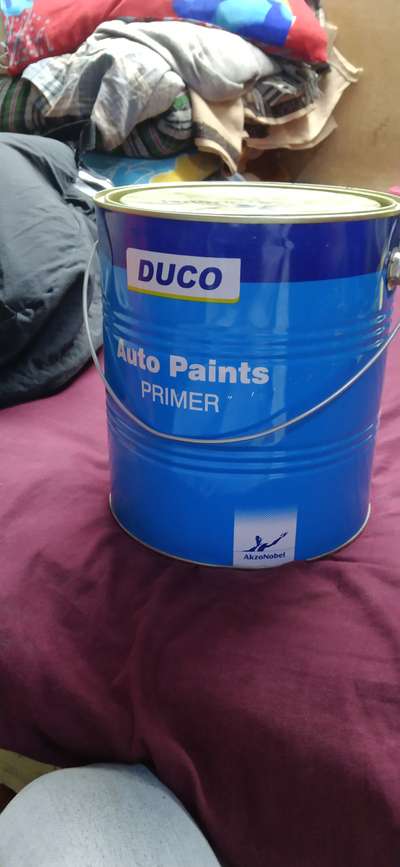 DUCO
Auto Paints
PRIMER
AkzoNobel